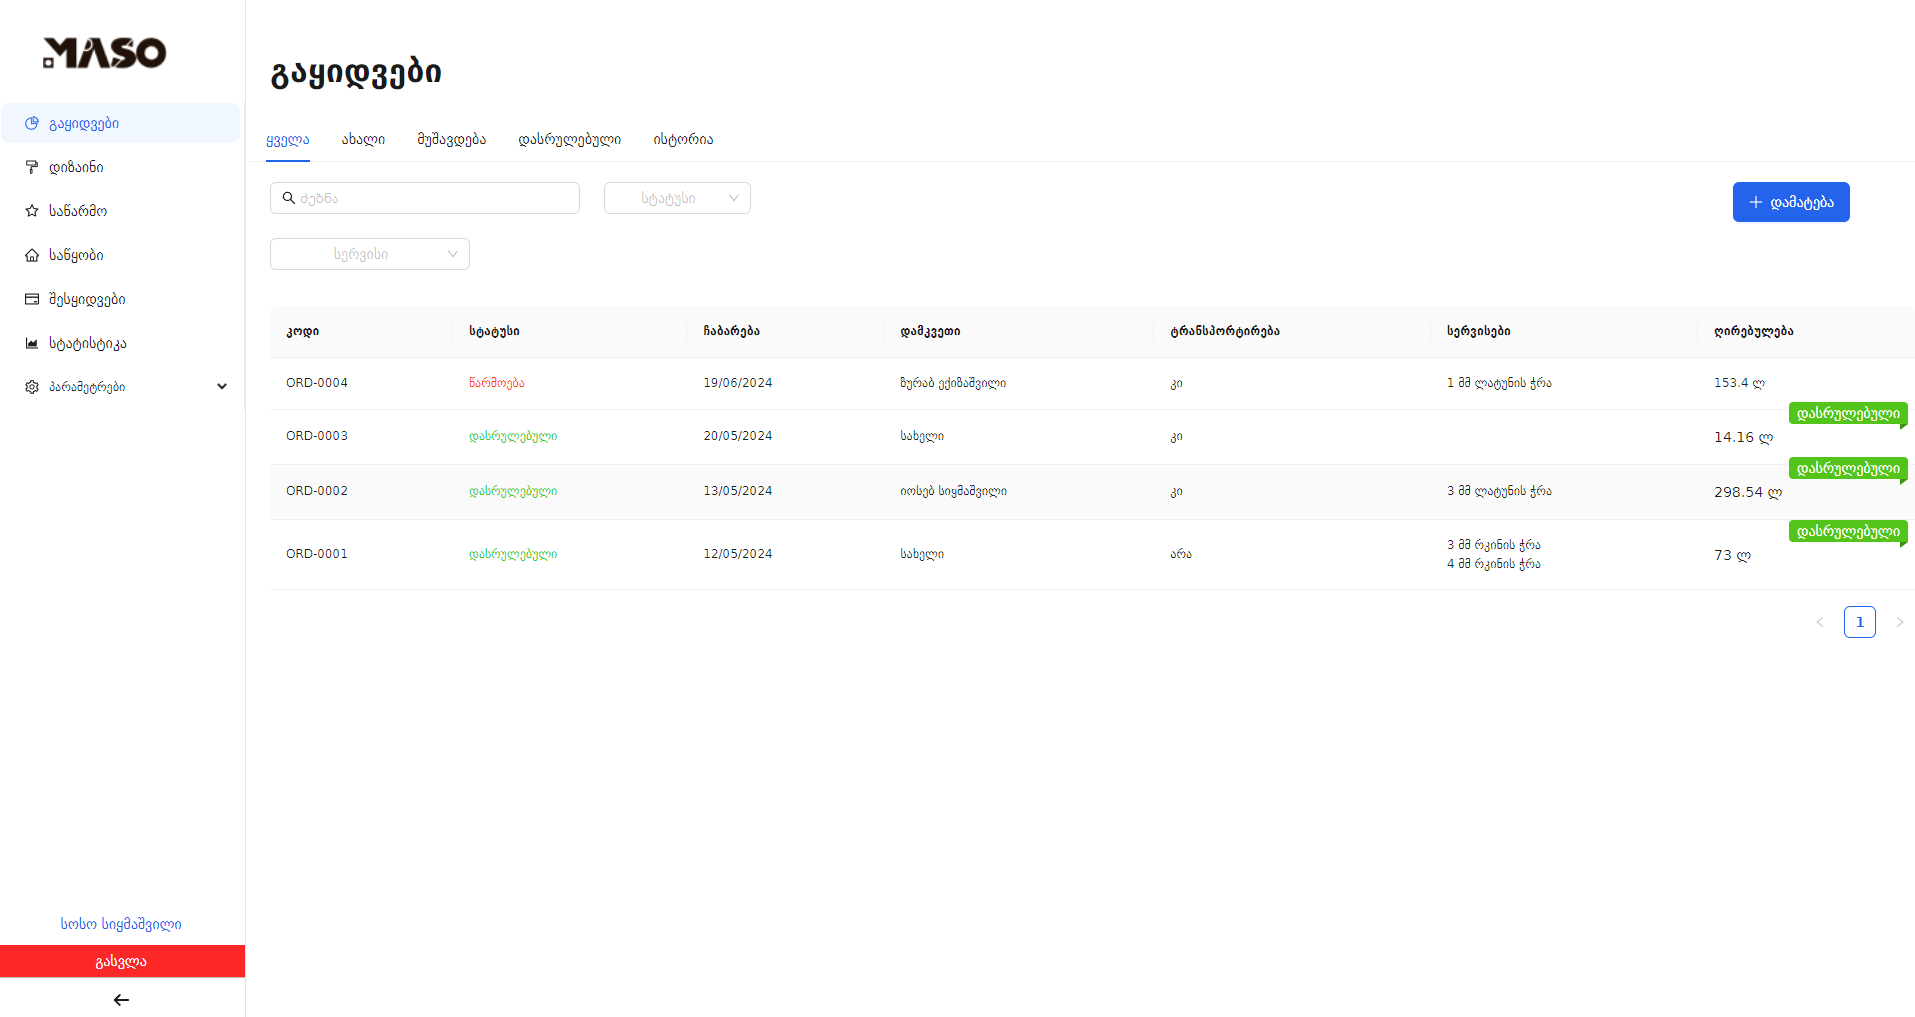 MASO
გაყიდვები
დიზაინი
საწარმო
საწყობი
შესყიდვები
სტატისტიკა
პარამეტრები
სოსო სიყმაშვილი
გასვლა
გაყიდვები
ყველა ახალი მუშავდება დასრულებული ისტორია
ძებნა სტატუსი დამატება
სერვისი
კოდი სტატუსი ჩაბარება დამკვეთი ტრანსპორტირება სერვისები ღირებულება
ORD-0004 წარმოება 19/06/2024 ზურაბ ექიზაშვილი კი 1 მმ ლატუნის ჭრა 153.4 ლ
დასრულებული
ORD-0003 დასრულებული 20/05/2024 სახელი კი 14.16 ლ
დასრულებული
ORD-0002 დასრულებული 13/05/2024 იოსებ სიყმაშვილი კი 3 მმ ლატუნის ჭრა 298.54 ლ
დასრულებული
ORD-0001 დასრულებული 12/05/2024 სახელი არა 3 მმ რკინის ჭრა 73 ლ
4 მმ რკინის ჭრა
1